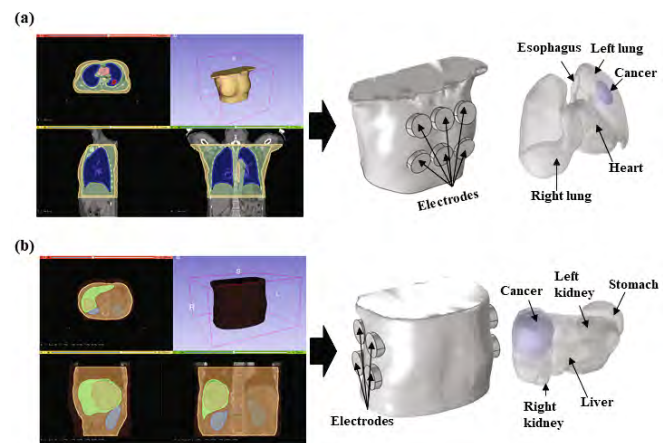 (a)
Esophagus
Left lung
Cancer
Heart
Right lung
Electrodes
(b)
Cancer
Left
kidney
Stomach
Liver
Right
kidney
Electrodes